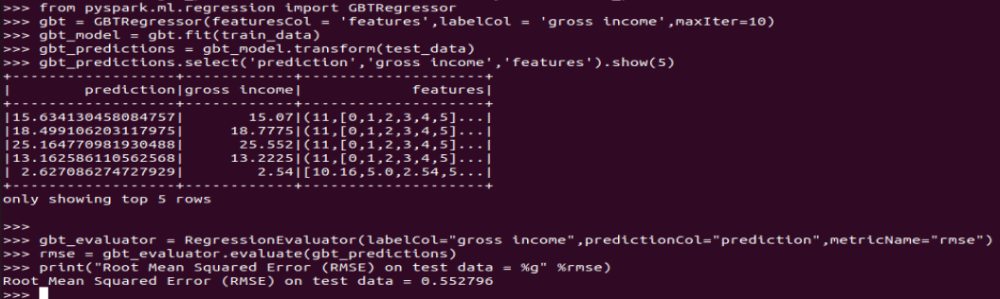 >>> from pyspark.ml.regression import GBTRegressor
>>> gbt = GBTRegressor(featuresCol = 'features',labelCol = 'gross income',maxIter=10)
>>> gbt_model = gbt.fit(train_data)
>>> gbt_predictions = gbt_model.transform(test_data)
>>> gbt_predictions.select('prediction','gross income','features').show(5)
+------------------+------------+--------------------+
|        prediction|gross income|            features|
+------------------+------------+--------------------+
|15.634130458084757|       15.07|(11,[0,1,2,3,4,5]...|
|18.499106203117975|     18.7775|(11,[0,1,2,3,4,5]...|
|25.164770981930488|      25.552|(11,[0,1,2,3,4,5]...|
|13.162586110562568|     13.2225|(11,[0,1,2,3,4,5]...|
| 2.627086274727929|        2.54|[10.16,5.0,2.54,5...|
+------------------+------------+--------------------+
only showing top 5 rows
>>>
>>> gbt_evaluator = RegressionEvaluator(labelCol="gross income",predictionCol="prediction",metricName="rmse")
>>> rmse = gbt_evaluator.evaluate(gbt_predictions)
>>> print("Root Mean Squared Error (RMSE) on test data = %g" %rmse)
Root Mean Squared Error (RMSE) on test data = 0.552796
>>>